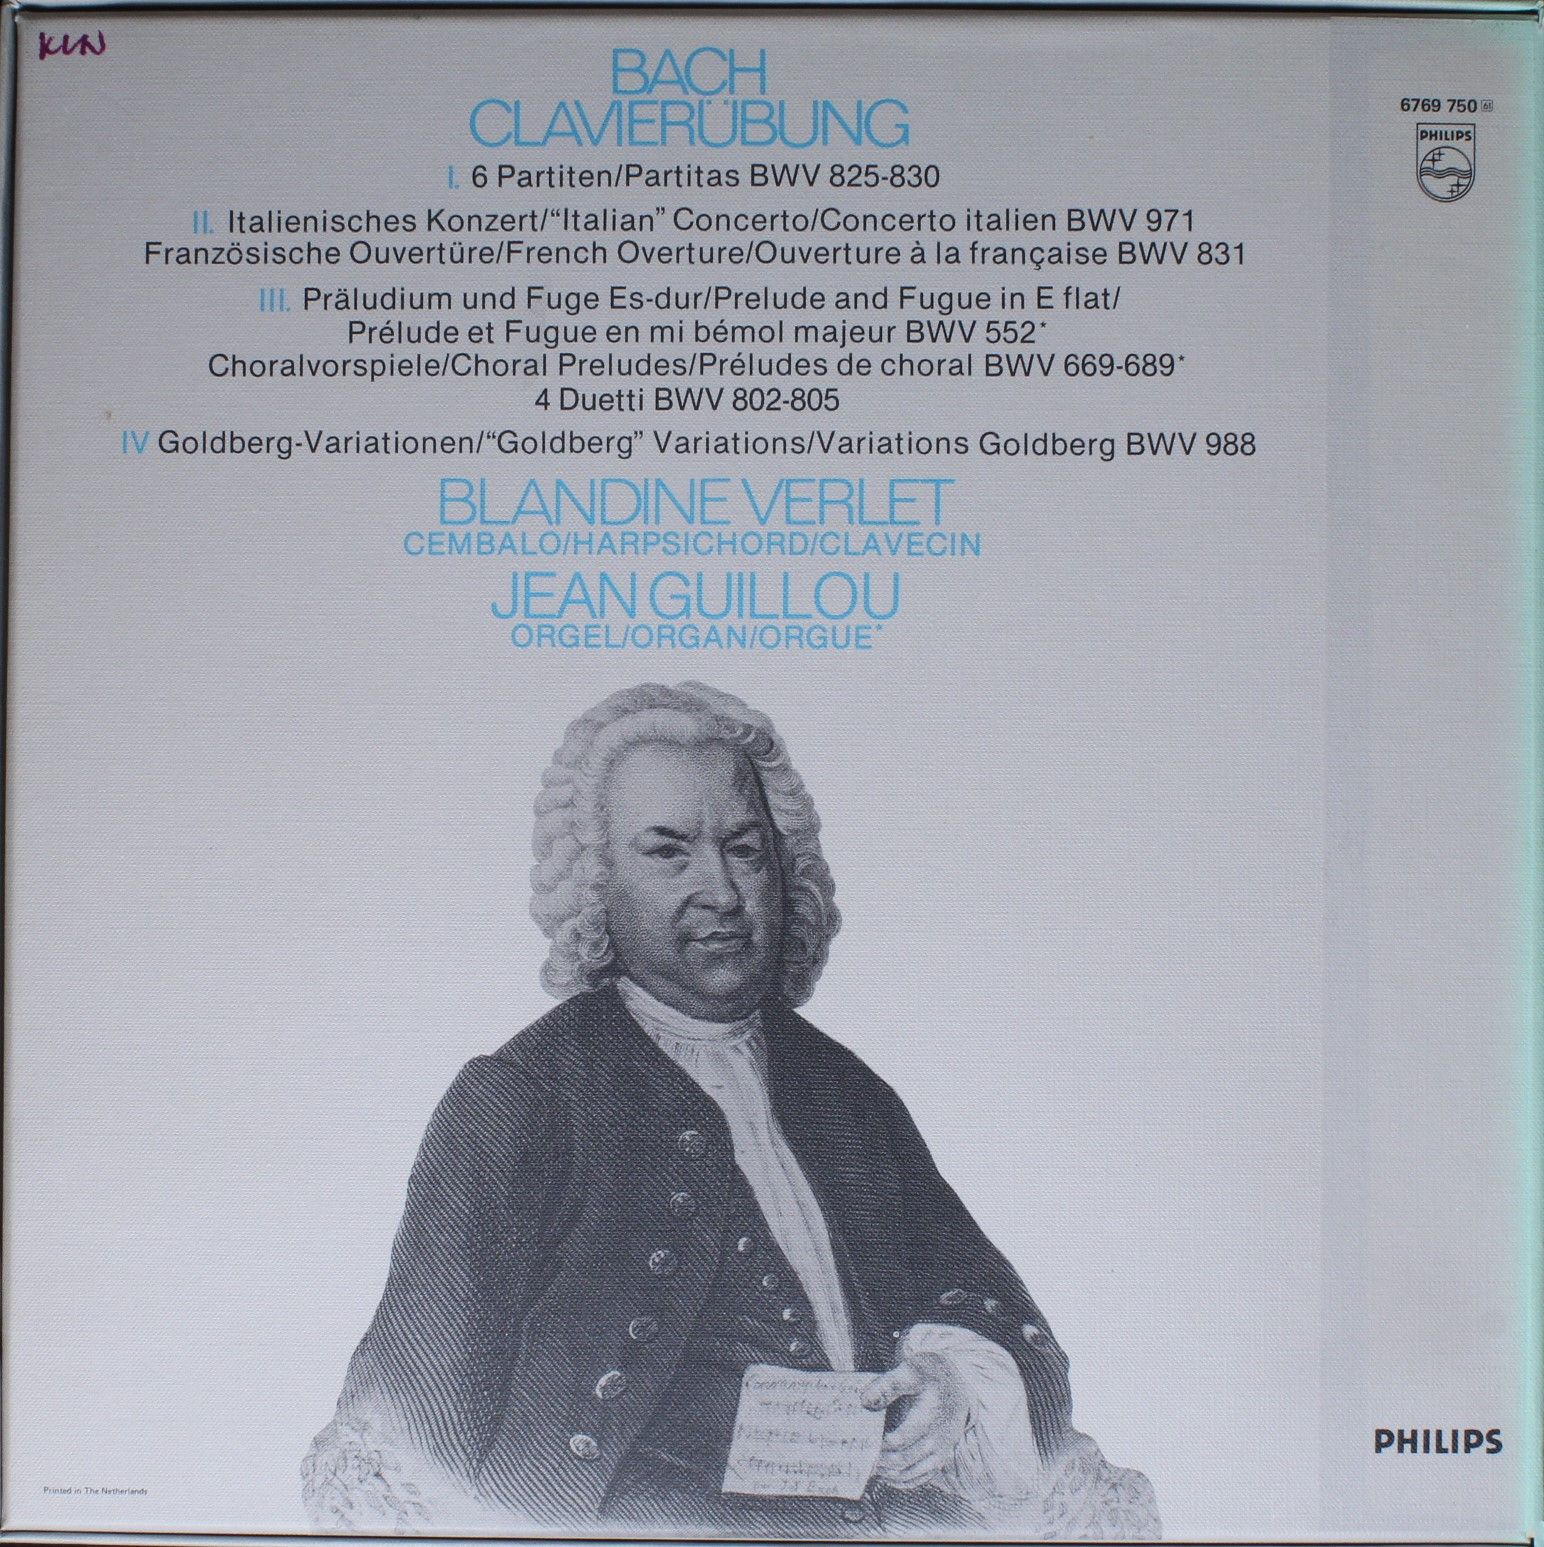 KLN
BACH
CLAVIERÜBUNG
I. 6 Partiten/Partitas BWV 825-830
II. Italienisches Konzert/“Italian” Concerto/Concerto italien BWV 971
Französische Ouvertüre/French Overture/Ouverture à la française BWV 831
III. Präludium und Fuge Es-dur/Prelude and Fugue in E flat/
Prélude et Fugue en mi bémol majeur BWV 552*
Choralvorspiele/Choral Preludes/Préludes de choral BWV 669-689*
4 Duetti BWV 802-805
IV Goldberg-Variationen/“Goldberg” Variations/Variations Goldberg BWV 988
BLANDINE VERLET
CEMBALO/HARPSICHORD/CLAVECIN
JEAN GUILLOU
ORGEL/ORGAN/ORGUE*
6769 750
PHILIPS
PHILIPS
Printed in The Netherlands